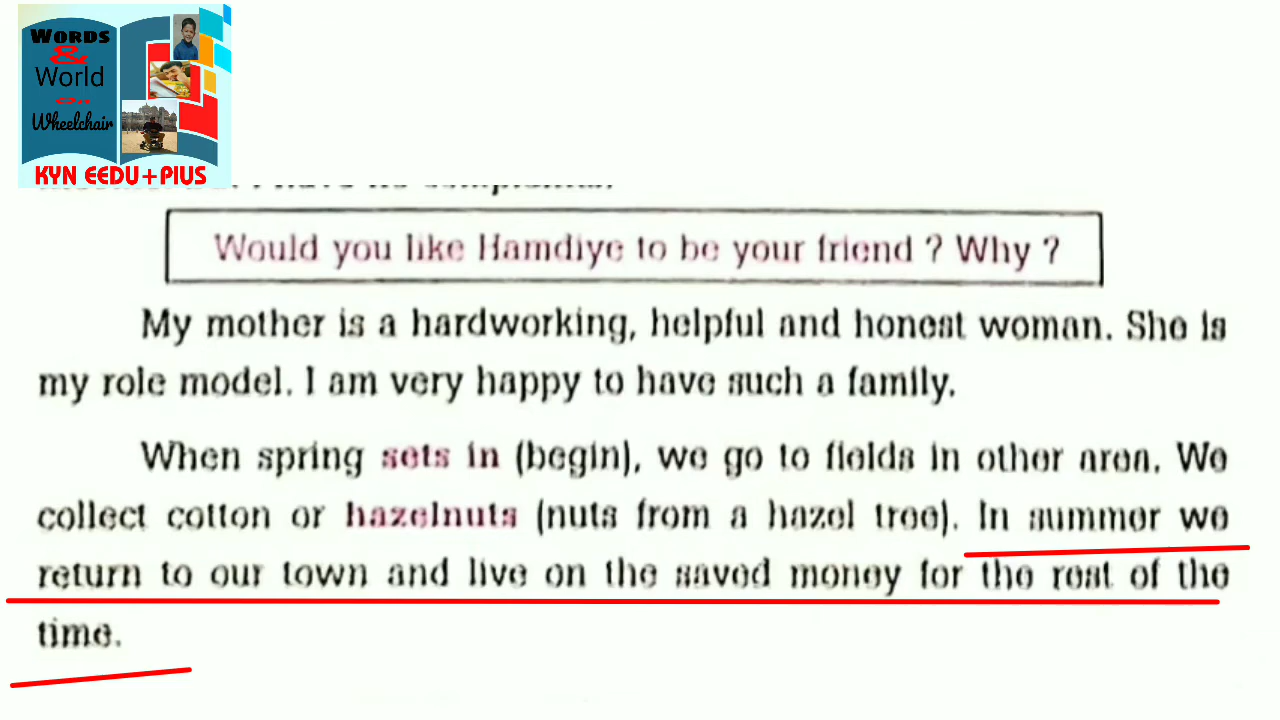 WORDS
&
World
On
Wheelchair
KYN EEDU+PIUS
Would you like Hamdiye to be your friend ? Why ?
My mother is a hardworking, helpful and honest woman. She is
my role model. I am very happy to have such a family.
When spring sets in (begin), we go to fields in other area. We
collect cotton or hazelnuts (nuts from a hazel tree). In summer we
return to our town and live on the saved money for the rest of the
time.